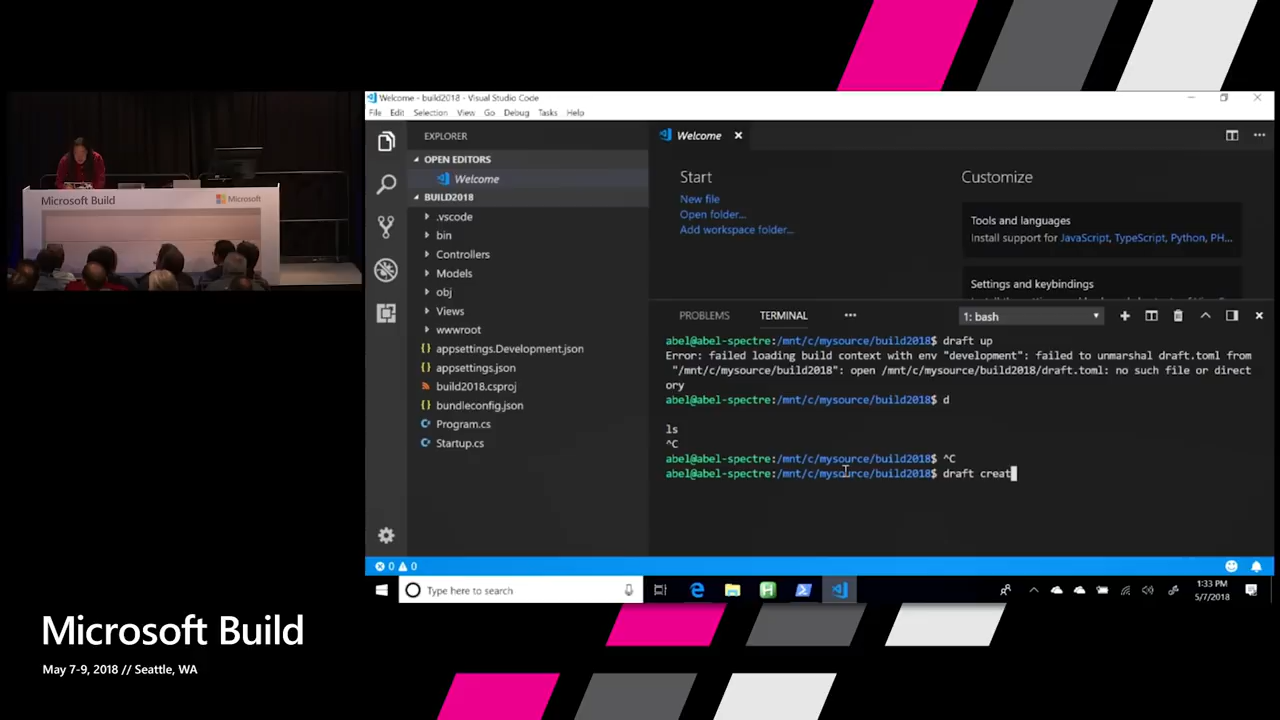 Microsoft Build
Microsoft
Welcome - build2018 - Visual Studio Code
File Edit Selection View Go Debug Tasks Help
EXPLORER
OPEN EDITORS
Welcome
BUILD2018
.vscode
bin
Controllers
Models
obj
Views
wwwroot
appsettings.Development.json
appsettings.json
build2018.csproj
bundleconfig.json
Program.cs
Startup.cs
Welcome
Start
New file
Open folder...
Add workspace folder...
Customize
Tools and languages
Install support for JavaScript, TypeScript, Python, PH...
Settings and keybindings
PROBLEMS TERMINAL ...
1: bash
abel@abel-spectre:/mnt/c/mysource/build2018$ draft up
Error: failed loading build context with env "development": failed to unmarshal draft.toml from
"/mnt/c/mysource/build2018": open /mnt/c/mysource/build2018/draft.toml: no such file or direct
ory
abel@abel-spectre:/mnt/c/mysource/build2018$ d
ls
^C
abel@abel-spectre:/mnt/c/mysource/build2018$ ^C
abel@abel-spectre:/mnt/c/mysource/build2018$ draft creat
0 0
Type here to search
1:33 PM
5/7/2018
Microsoft Build
May 7-9, 2018 // Seattle, WA